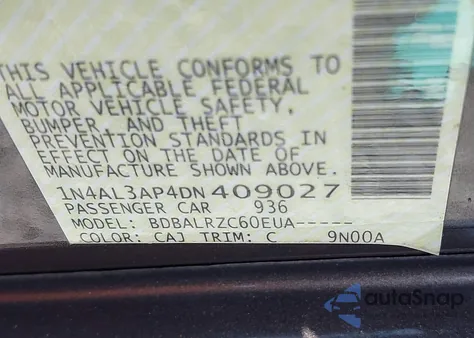 THIS VEHICLE CONFORMS TO
ALL APPLICABLE FEDERAL
MOTOR VEHICLE SAFETY,
BUMPER, AND THEFT
PREVENTION STANDARDS IN
EFFECT ON THE DATE OF
MANUFACTURE SHOWN ABOVE.
1N4AL3AP4DN409027
PASSENGER CAR 936
MODEL: BDBALRZC60EUA-----
COLOR: CAJ TRIM: C 9N00A
autoSnap